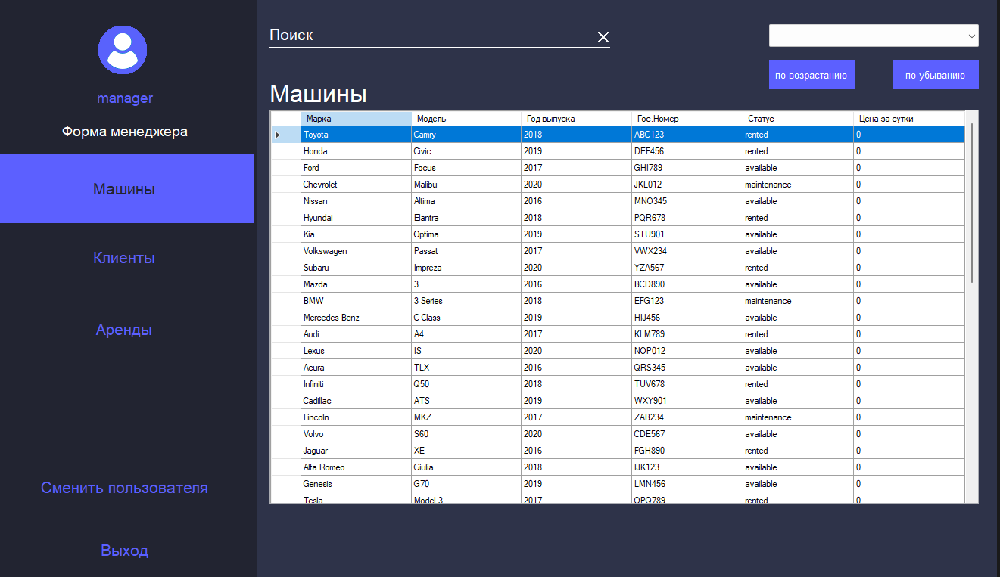 manager
Форма менеджера
Машины
Клиенты
Аренды
Сменить пользователя
Выход
Поиск
по возрастанию по убыванию
Машины
Марка Модель Год выпуска Гос.Номер Статус Цена за сутки
Toyota Camry 2018 ABC123 rented 0
Honda Civic 2019 DEF456 rented 0
Ford Focus 2017 GHI789 available 0
Chevrolet Malibu 2020 JKL012 maintenance 0
Nissan Altima 2016 MNO345 available 0
Hyundai Elantra 2018 PQR678 rented 0
Kia Optima 2019 STU901 available 0
Volkswagen Passat 2017 VWX234 available 0
Subaru Impreza 2020 YZA567 rented 0
Mazda 3 2016 BCD890 available 0
BMW 3 Series 2018 EFG123 maintenance 0
Mercedes-Benz C-Class 2019 HIJ456 available 0
Audi A4 2017 KLM789 rented 0
Lexus IS 2020 NOP012 available 0
Acura TLX 2016 QRS345 available 0
Infiniti Q50 2018 TUV678 rented 0
Cadillac ATS 2019 WXY901 available 0
Lincoln MKZ 2017 ZAB234 maintenance 0
Volvo S60 2020 CDE567 available 0
Jaguar XE 2016 FGH890 rented 0
Alfa Romeo Giulia 2018 IJK123 available 0
Genesis G70 2019 LMN456 available 0
Tesla Model 3 2017 OPQ789 rented 0